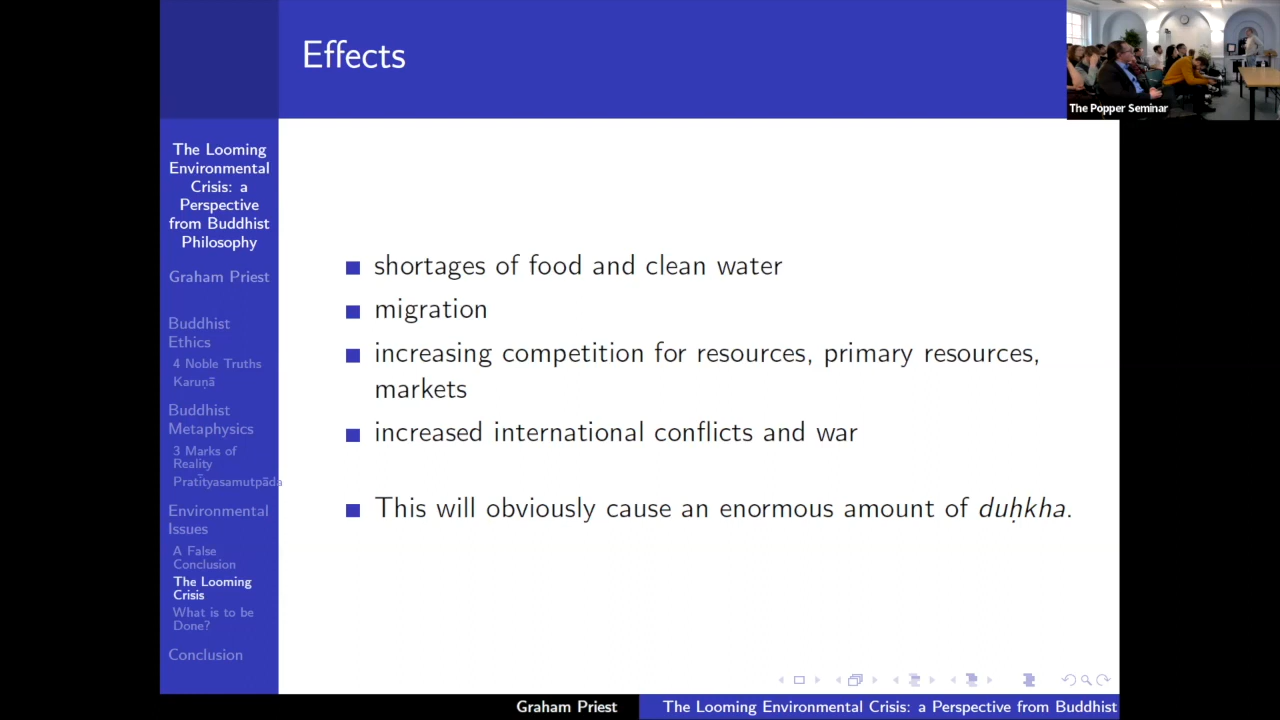 Effects
The Popper Seminar
The Looming
Environmental
Crisis: a
Perspective
from Buddhist
Philosophy
Graham Priest
Buddhist
Ethics
4 Noble Truths
Karuṇā
Buddhist
Metaphysics
3 Marks of
Reality
Pratītyasamutpāda
Environmental
Issues
A False
Conclusion
The Looming
Crisis
What is to be
Done?
Conclusion
shortages of food and clean water
migration
increasing competition for resources, primary resources,
markets
increased international conflicts and war
This will obviously cause an enormous amount of duḥkha.
Graham Priest
The Looming Environmental Crisis: a Perspective from Buddhist